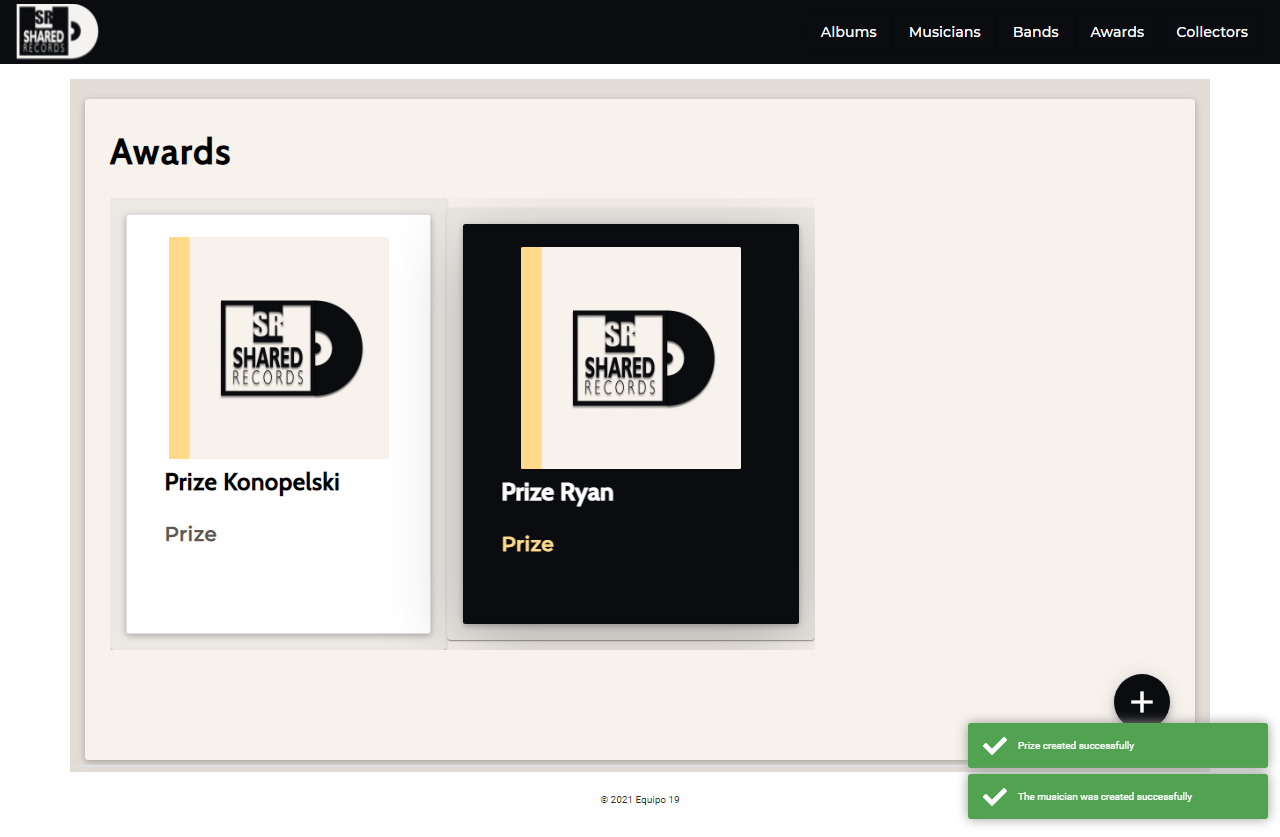 SR
SHARED
RECORDS
Albums Musicians Bands Awards Collectors
Awards
SR
SHARED
RECORDS
Prize Konopelski
Prize
SR
SHARED
RECORDS
Prize Ryan
Prize
Prize created successfully
The musician was created successfully
© 2021 Equipo 19